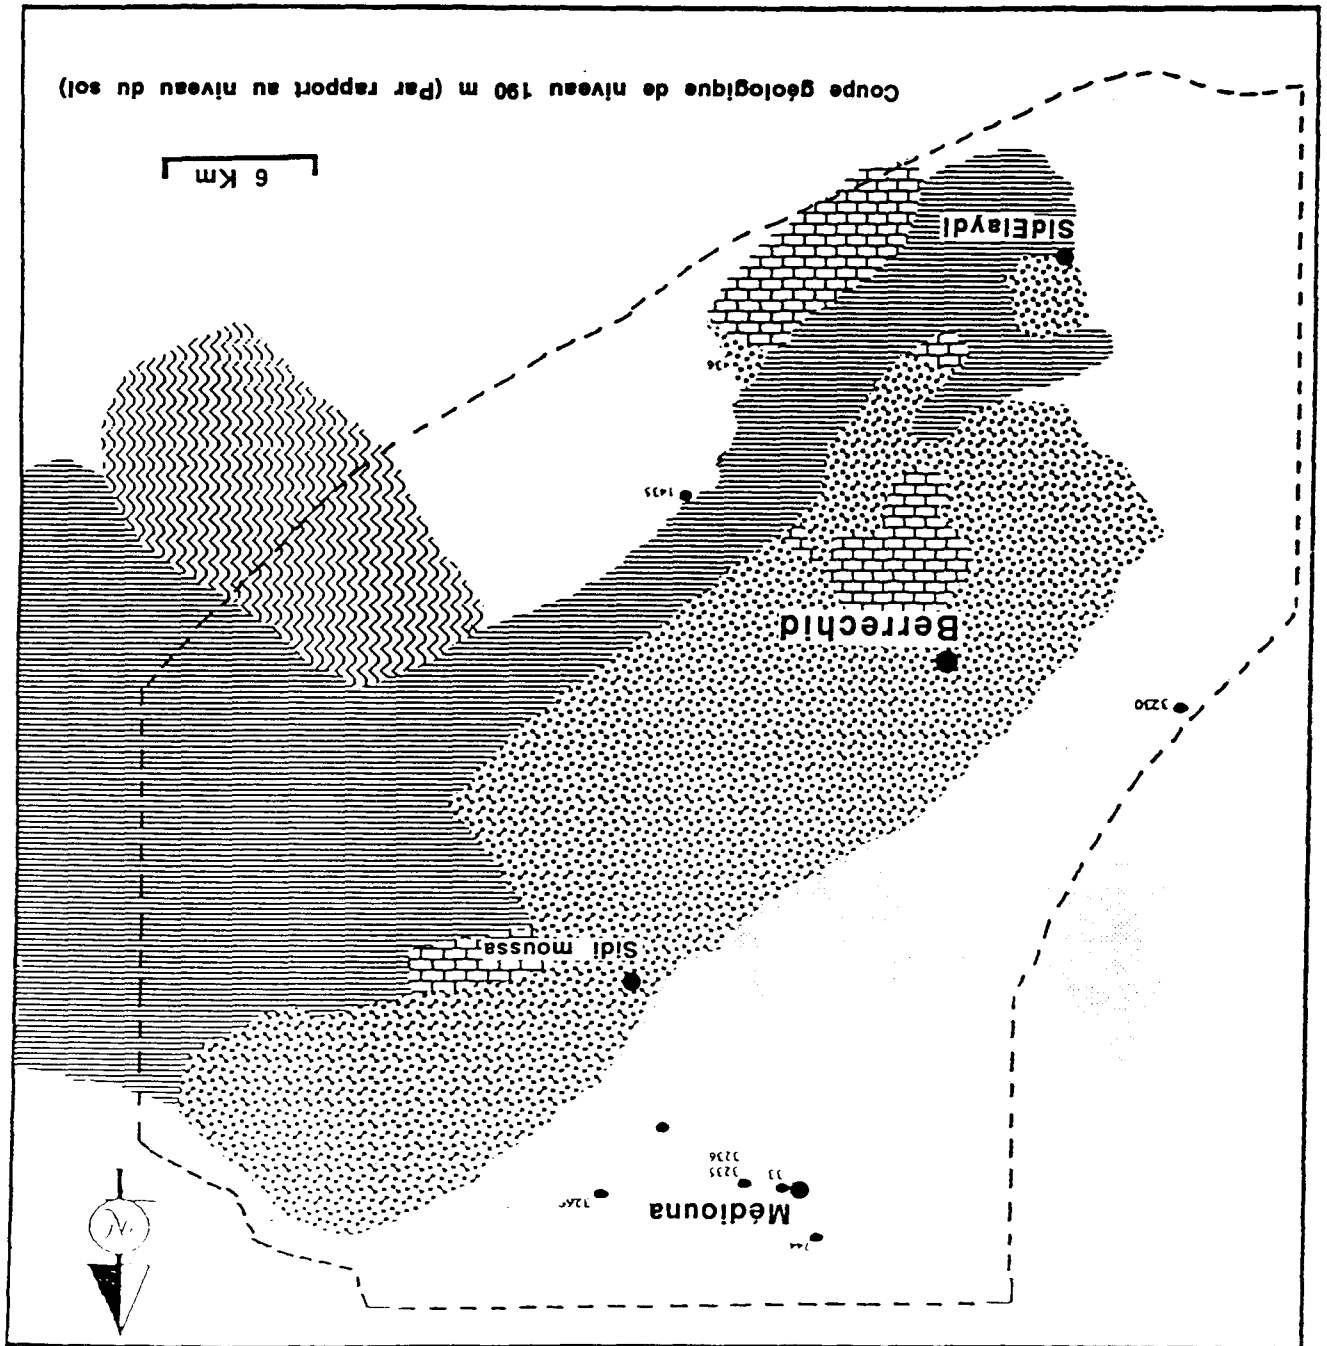 N
Médiouna
33
3235
3236
Sidi moussa
3230
Berrechid
1435
SidElaydi
6 Km
Coupe géologique de niveau 190 m (Par rapport au niveau du sol)